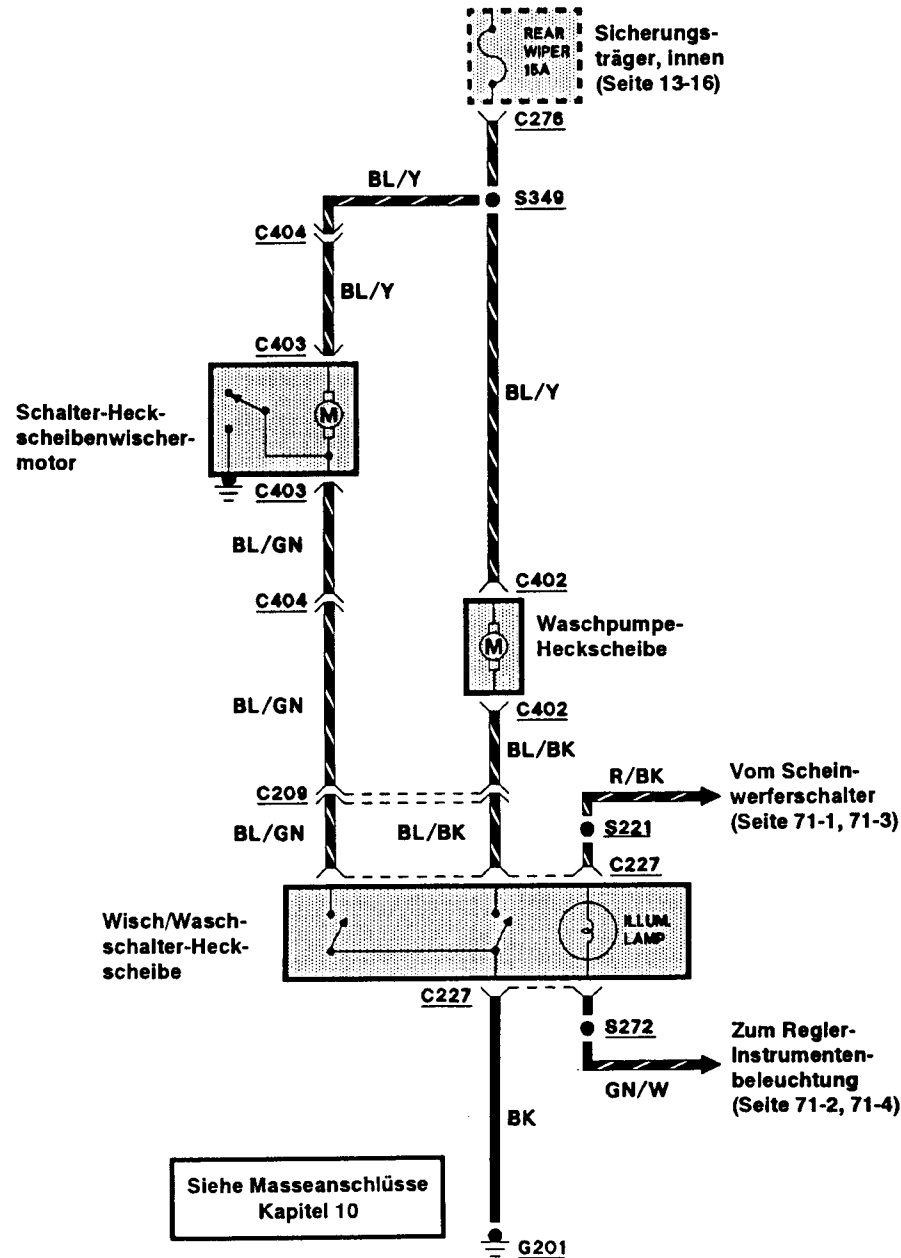 REAR
WIPER
15A
Sicherungs-
träger, innen
(Seite 13-16)
C276
BL/Y
S349
C404
BL/Y
C403
BL/Y
Schalter-Heck-
scheibenwischer-
motor
M
C403
BL/GN
C402
C404
Waschpumpe-
Heckscheibe
M
BL/GN
C402
BL/BK
R/BK
Vom Schein-
werferschalter
(Seite 71-1, 71-3)
C209
BL/GN
BL/BK
S221
C227
Wisch/Wasch-
schalter-Heck-
scheibe
ILLUM.
LAMP
C227
S272
Zum Regler-
Instrumenten-
beleuchtung
(Seite 71-2, 71-4)
GN/W
BK
Siehe Masseanschlüsse
Kapitel 10
G201